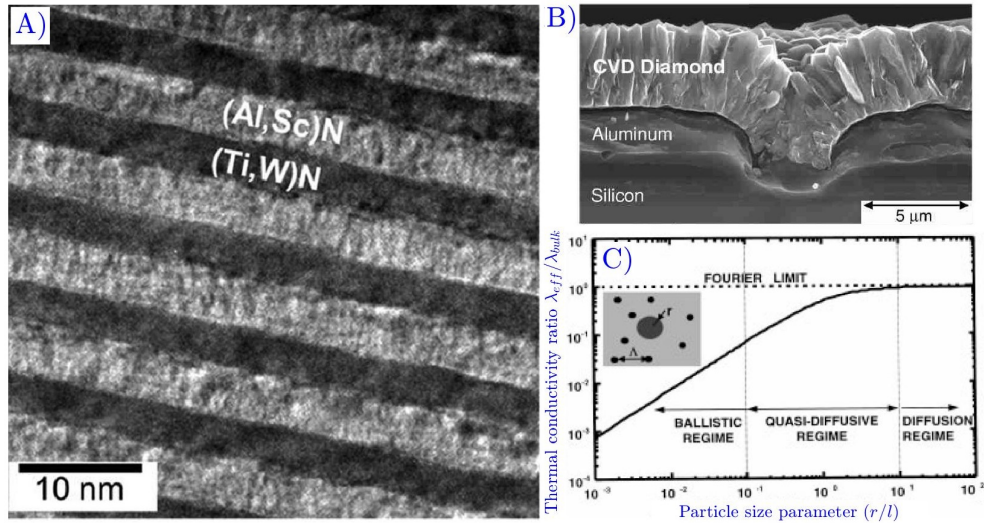 A)
(Al,Sc)N
(Ti,W)N
10 nm
B)
CVD Diamond
Aluminum
Silicon
5 μm
C)
Thermal conductivity ratio λeff/λbulk
10^1
10^0
10^-1
10^-2
10^-3
FOURIER LIMIT
r
Λ
BALLISTIC REGIME
QUASI-DIFFUSIVE REGIME
DIFFUSION REGIME
10^-3 10^-2 10^-1 10^0 10^1 10^2
Particle size parameter (r/l)